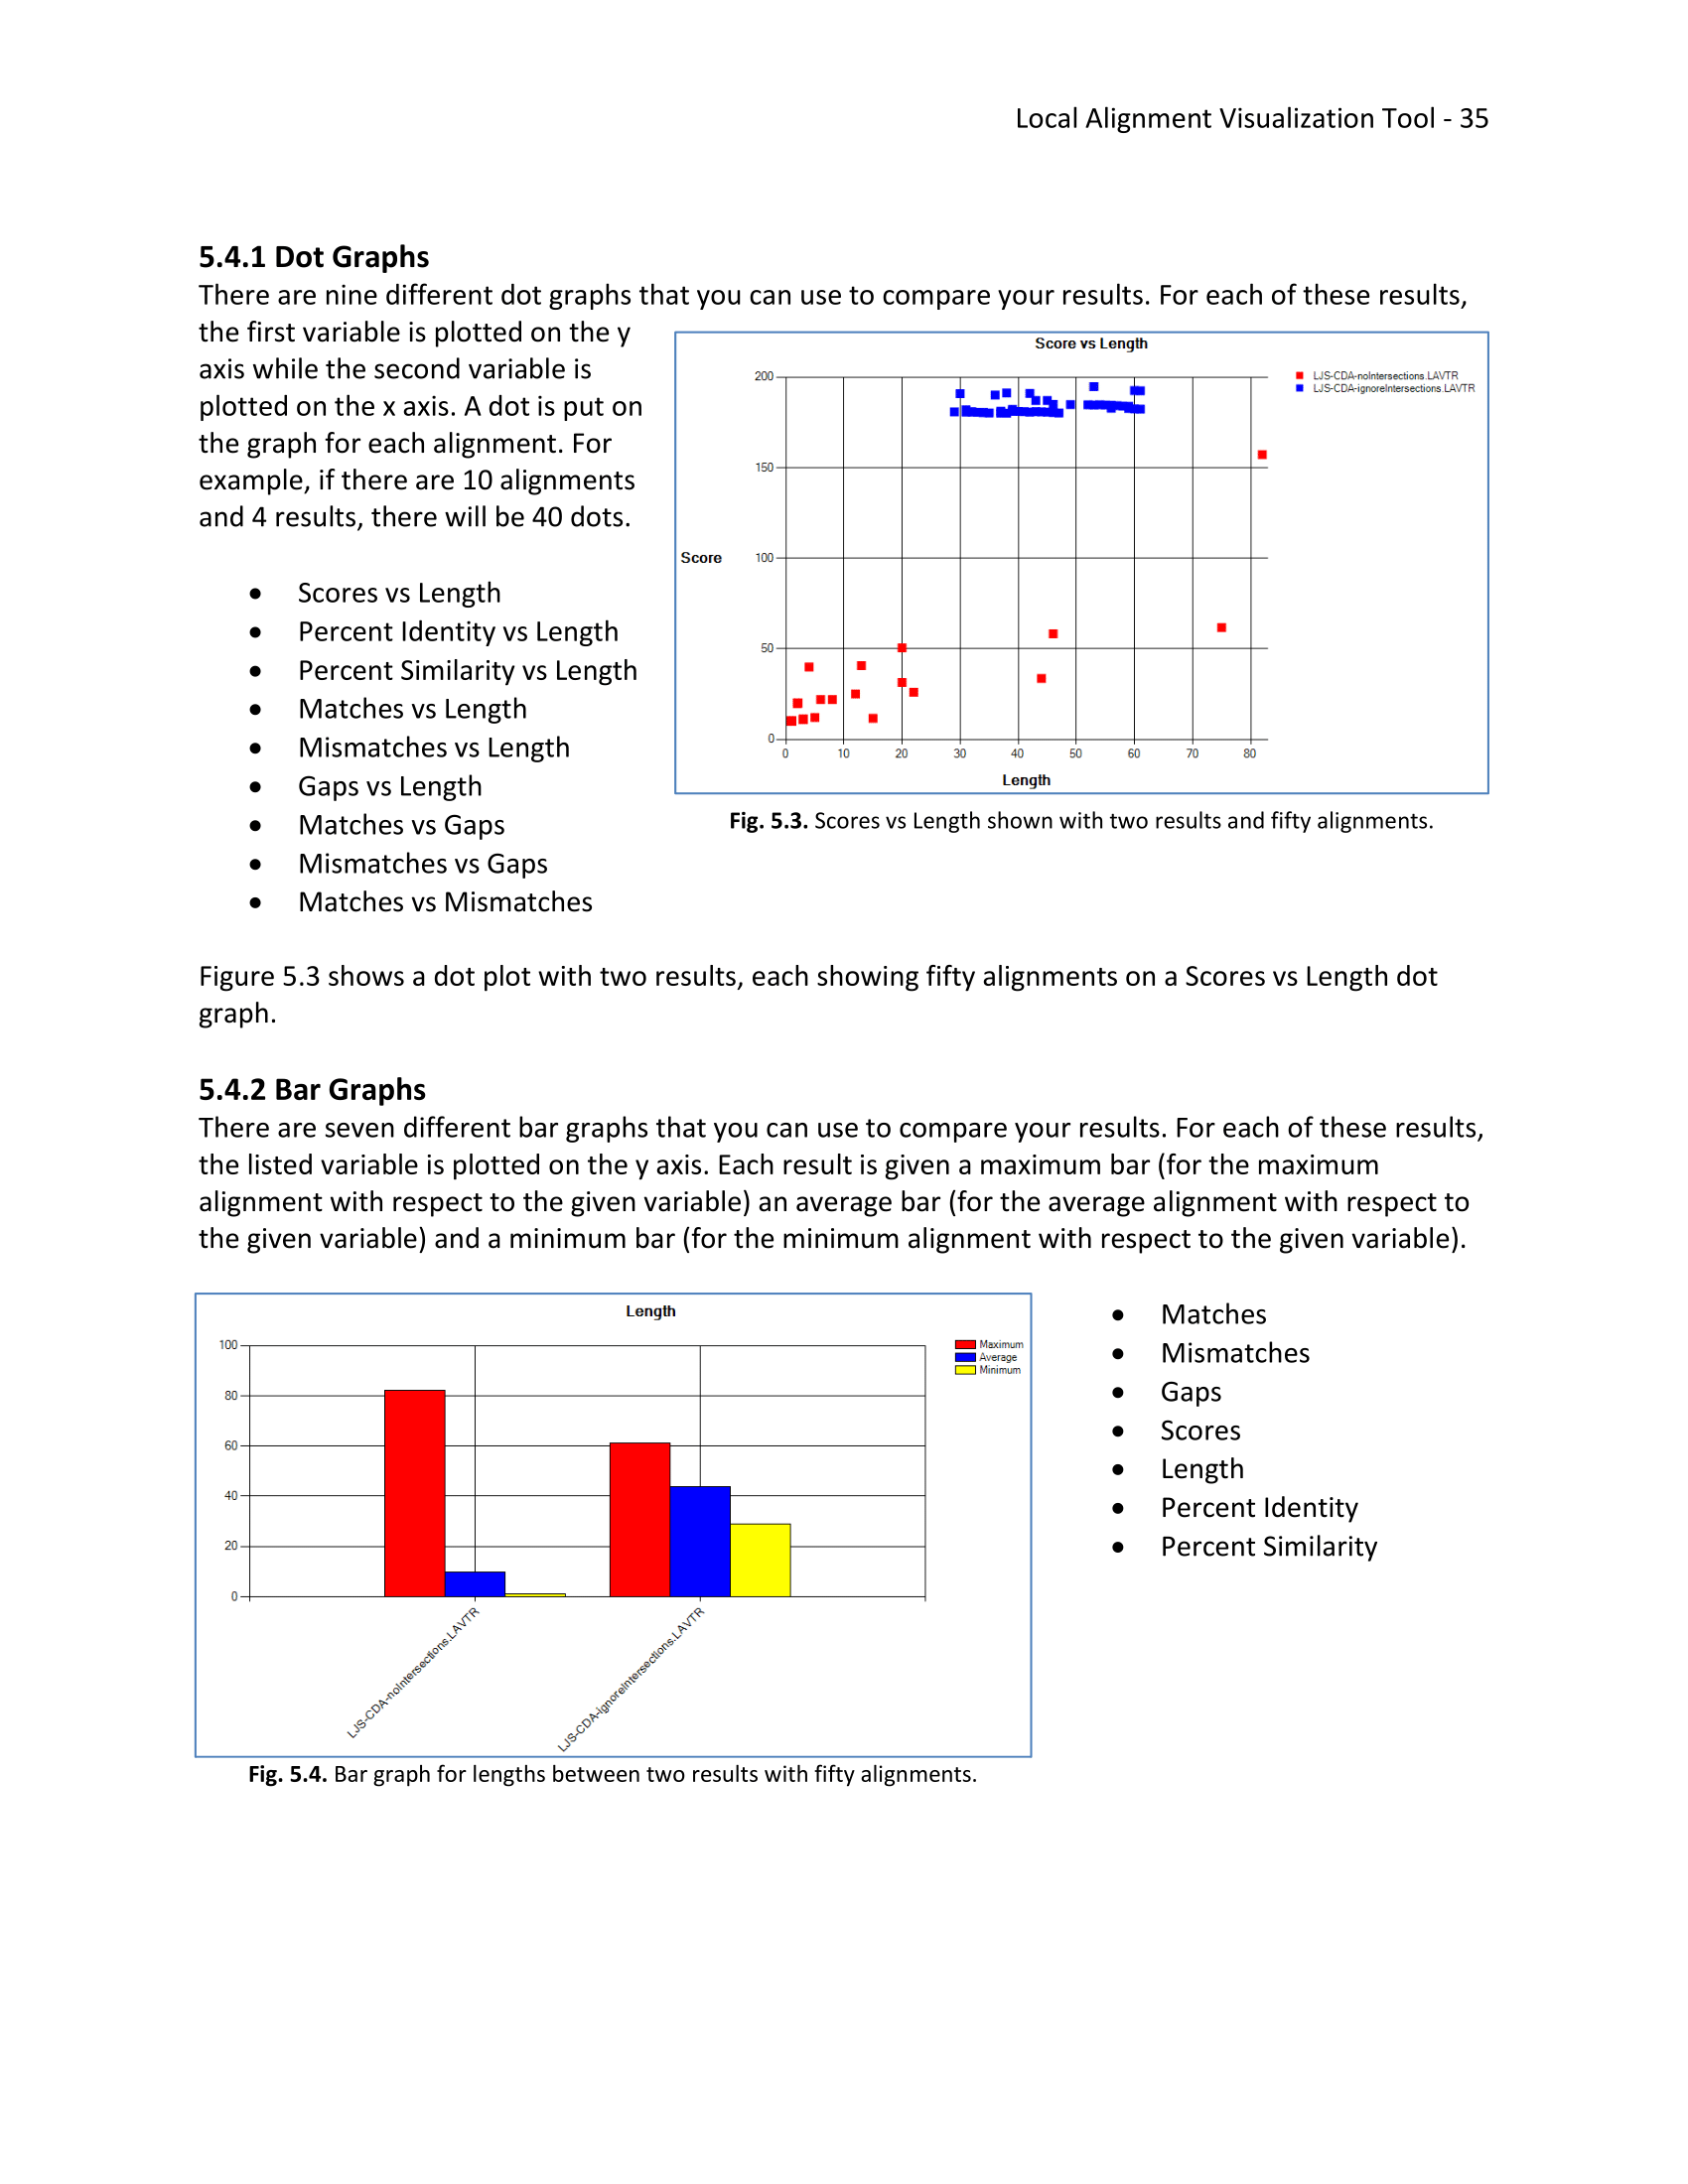 Local Alignment Visualization Tool - 35
5.4.1 Dot Graphs
There are nine different dot graphs that you can use to compare your results. For each of these results,
the first variable is plotted on the y
axis while the second variable is
plotted on the x axis. A dot is put on
the graph for each alignment. For
example, if there are 10 alignments
and 4 results, there will be 40 dots.
• Scores vs Length
• Percent Identity vs Length
• Percent Similarity vs Length
• Matches vs Length
• Mismatches vs Length
• Gaps vs Length
• Matches vs Gaps
• Mismatches vs Gaps
• Matches vs Mismatches
Score vs Length
LJS-CDA-noIntersections.LAVTR
LJS-CDA-ignoreIntersections.LAVTR
200
150
Score
100
50
0
0 10 20 30 40 50 60 70 80
Length
Fig. 5.3. Scores vs Length shown with two results and fifty alignments.
Figure 5.3 shows a dot plot with two results, each showing fifty alignments on a Scores vs Length dot
graph.
5.4.2 Bar Graphs
There are seven different bar graphs that you can use to compare your results. For each of these results,
the listed variable is plotted on the y axis. Each result is given a maximum bar (for the maximum
alignment with respect to the given variable) an average bar (for the average alignment with respect to
the given variable) and a minimum bar (for the minimum alignment with respect to the given variable).
Length
100
80
60
40
20
0
Maximum
Average
Minimum
LJS-CDA-noIntersections.LAVTR
LJS-CDA-ignoreIntersections.LAVTR
Fig. 5.4. Bar graph for lengths between two results with fifty alignments.
• Matches
• Mismatches
• Gaps
• Scores
• Length
• Percent Identity
• Percent Similarity